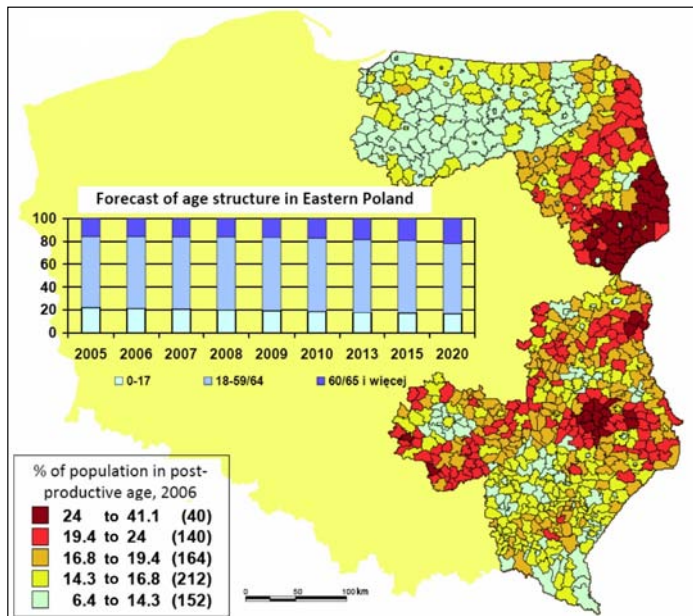 Forecast of age structure in Eastern Poland
100
80
60
40
20
0
2005 2006 2007 2008 2009 2010 2013 2015 2020
0-17 18-59/64 60/65 i więcej
% of population in post-
productive age, 2006
24 to 41.1 (40)
19.4 to 24 (140)
16.8 to 19.4 (164)
14.3 to 16.8 (212)
6.4 to 14.3 (152)
0 50 100 km